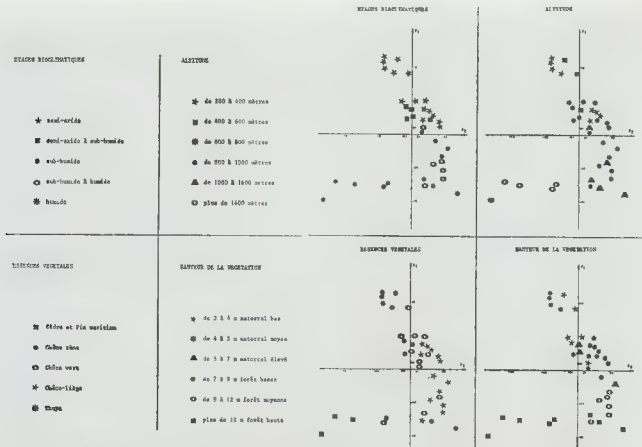 ETAGES BIOCLIMATIQUES
semi-aride
semi-aride à sub-humide
sub-humide
sub-humide à humide
humide
ALTITUDE
de 200 à 400 mètres
de 400 à 600 mètres
de 600 à 800 mètres
de 800 à 1000 mètres
de 1000 à 1600 mètres
plus de 1600 mètres
ETAGES BIOCLIMATIQUES
ALTITUDE
ESSENCES VEGETALES
Cèdre et Pin maritime
Chêne zéen
Chêne vert
Chêne-liège
Thuya
HAUTEUR DE LA VEGETATION
de 3 à 4 m matorral bas
de 4 à 5 m matorral moyen
de 5 à 7 m matorral élevé
de 7 à 9 m forêt basse
de 9 à 12 m forêt moyenne
plus de 12 m forêt haute
ESSENCES VEGETALES
HAUTEUR DE LA VEGETATION